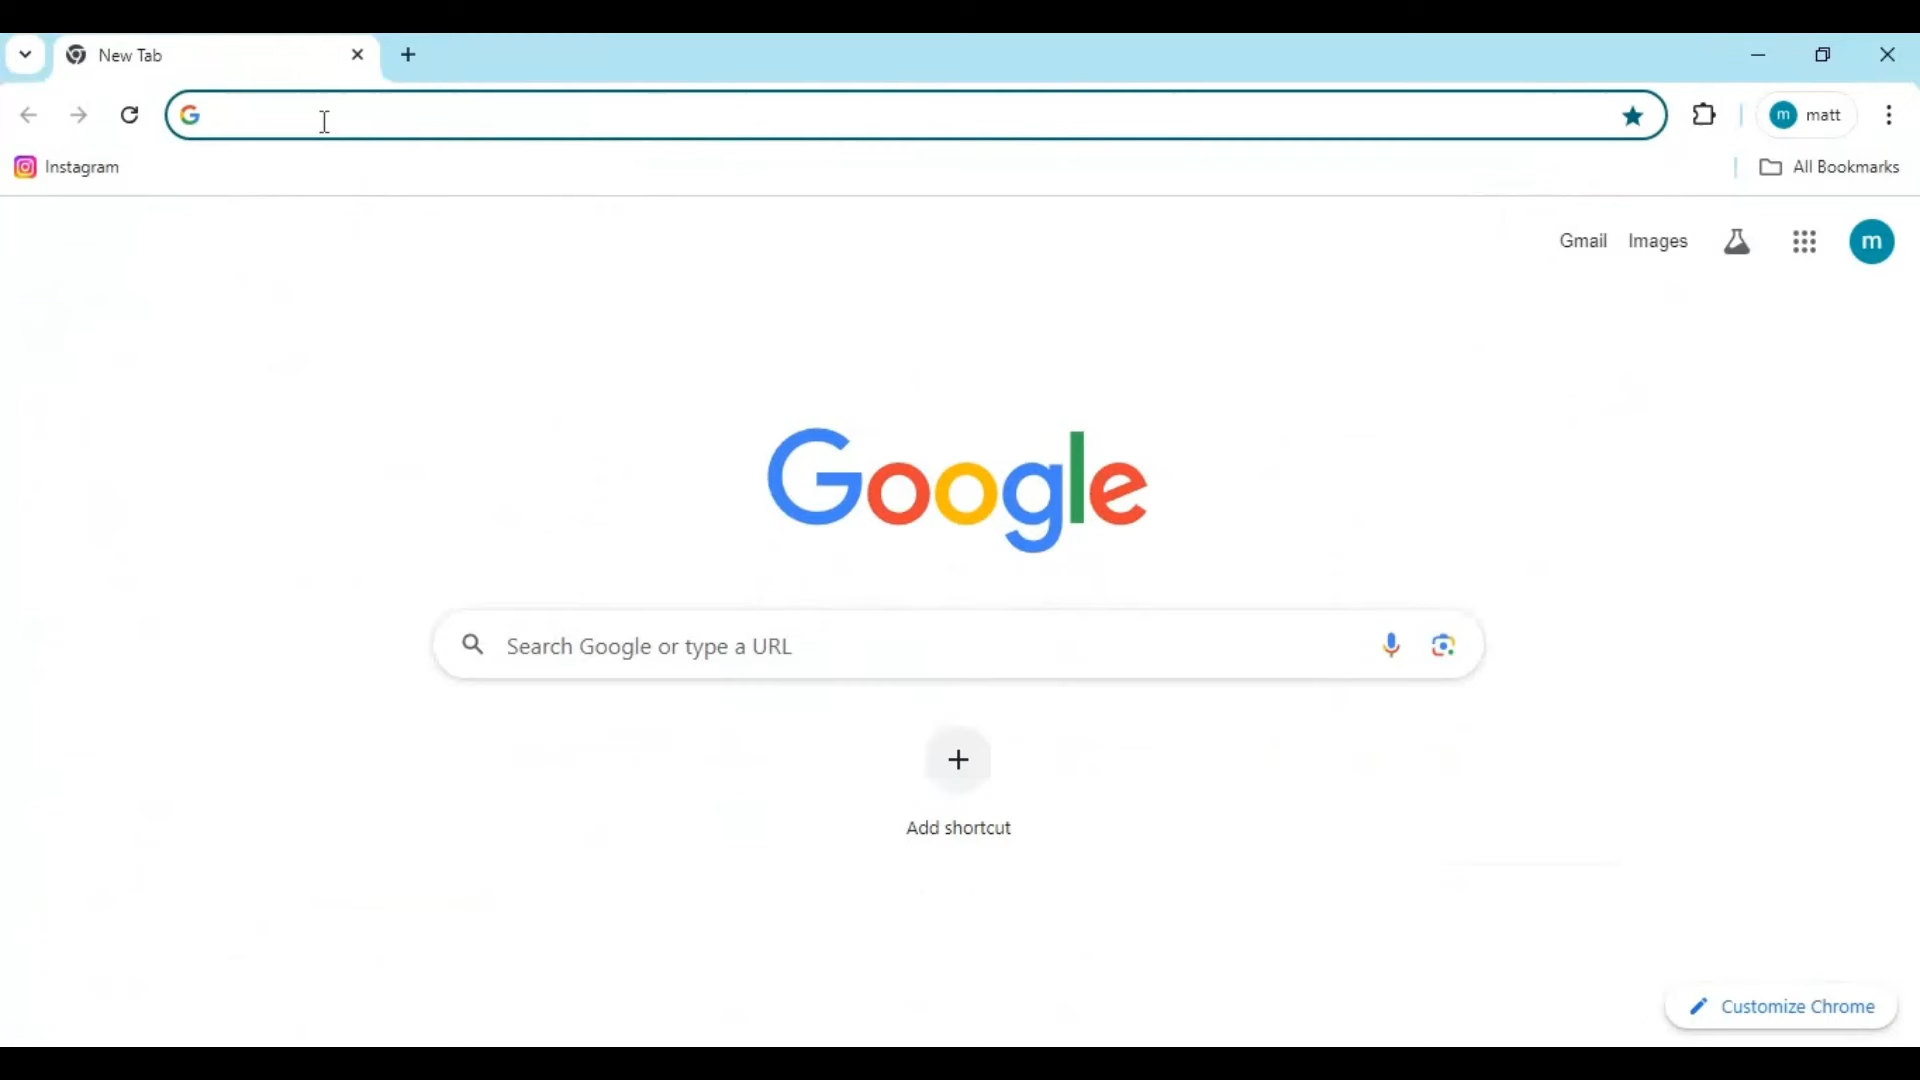 New Tab
m matt
Instagram
All Bookmarks
Gmail Images
m
Google
Search Google or type a URL
Add shortcut
Customize Chrome